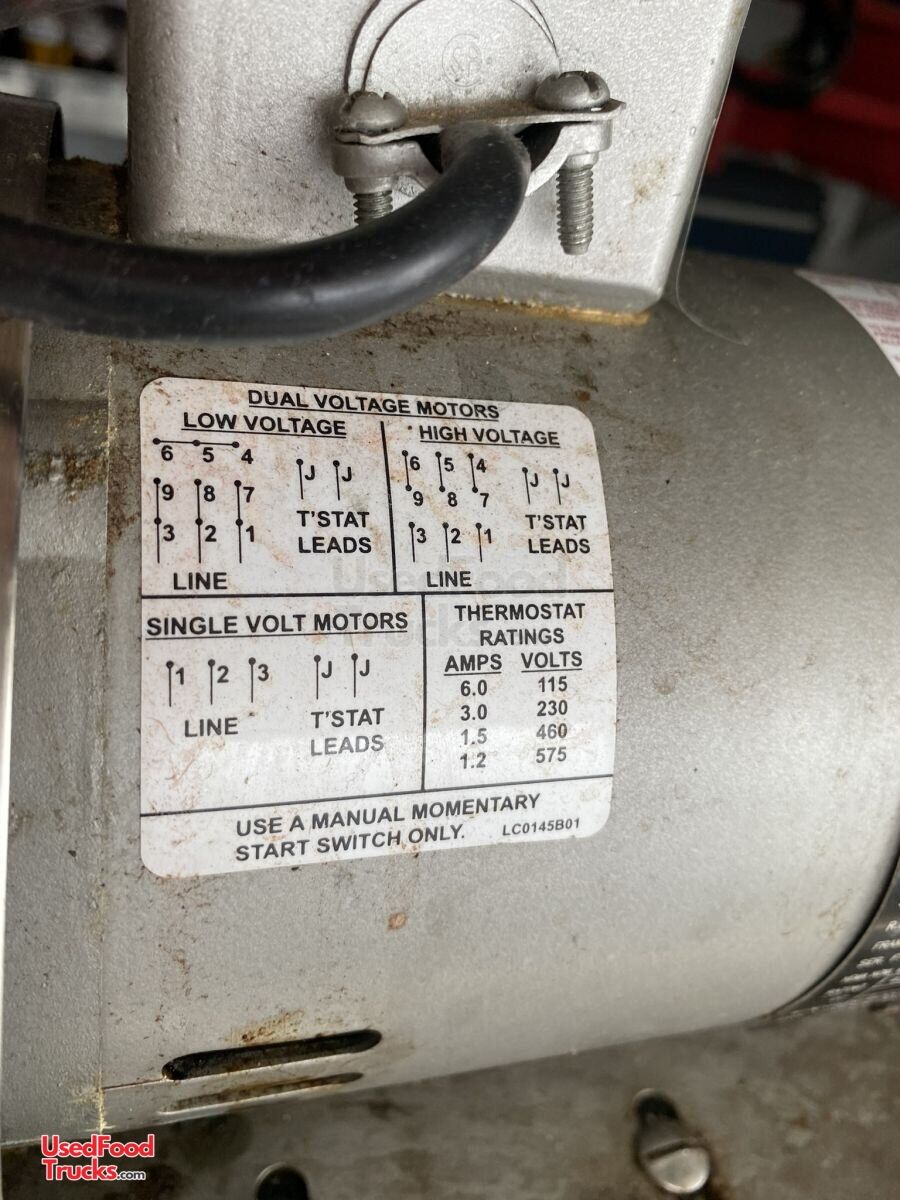 DUAL VOLTAGE MOTORS
LOW VOLTAGE
6 5 4
9 8 7
3 2 1
LINE
J J
T'STAT
LEADS
HIGH VOLTAGE
6 5 4
9 8 7
3 2 1
LINE
J J
T'STAT
LEADS
SINGLE VOLT MOTORS
1 2 3
LINE
J J
T'STAT
LEADS
THERMOSTAT
RATINGS
AMPS VOLTS
6.0 115
3.0 230
1.5 460
1.2 575
USE A MANUAL MOMENTARY
START SWITCH ONLY. LC0145B01
UsedFood
Trucks
UsedFood
Trucks.com